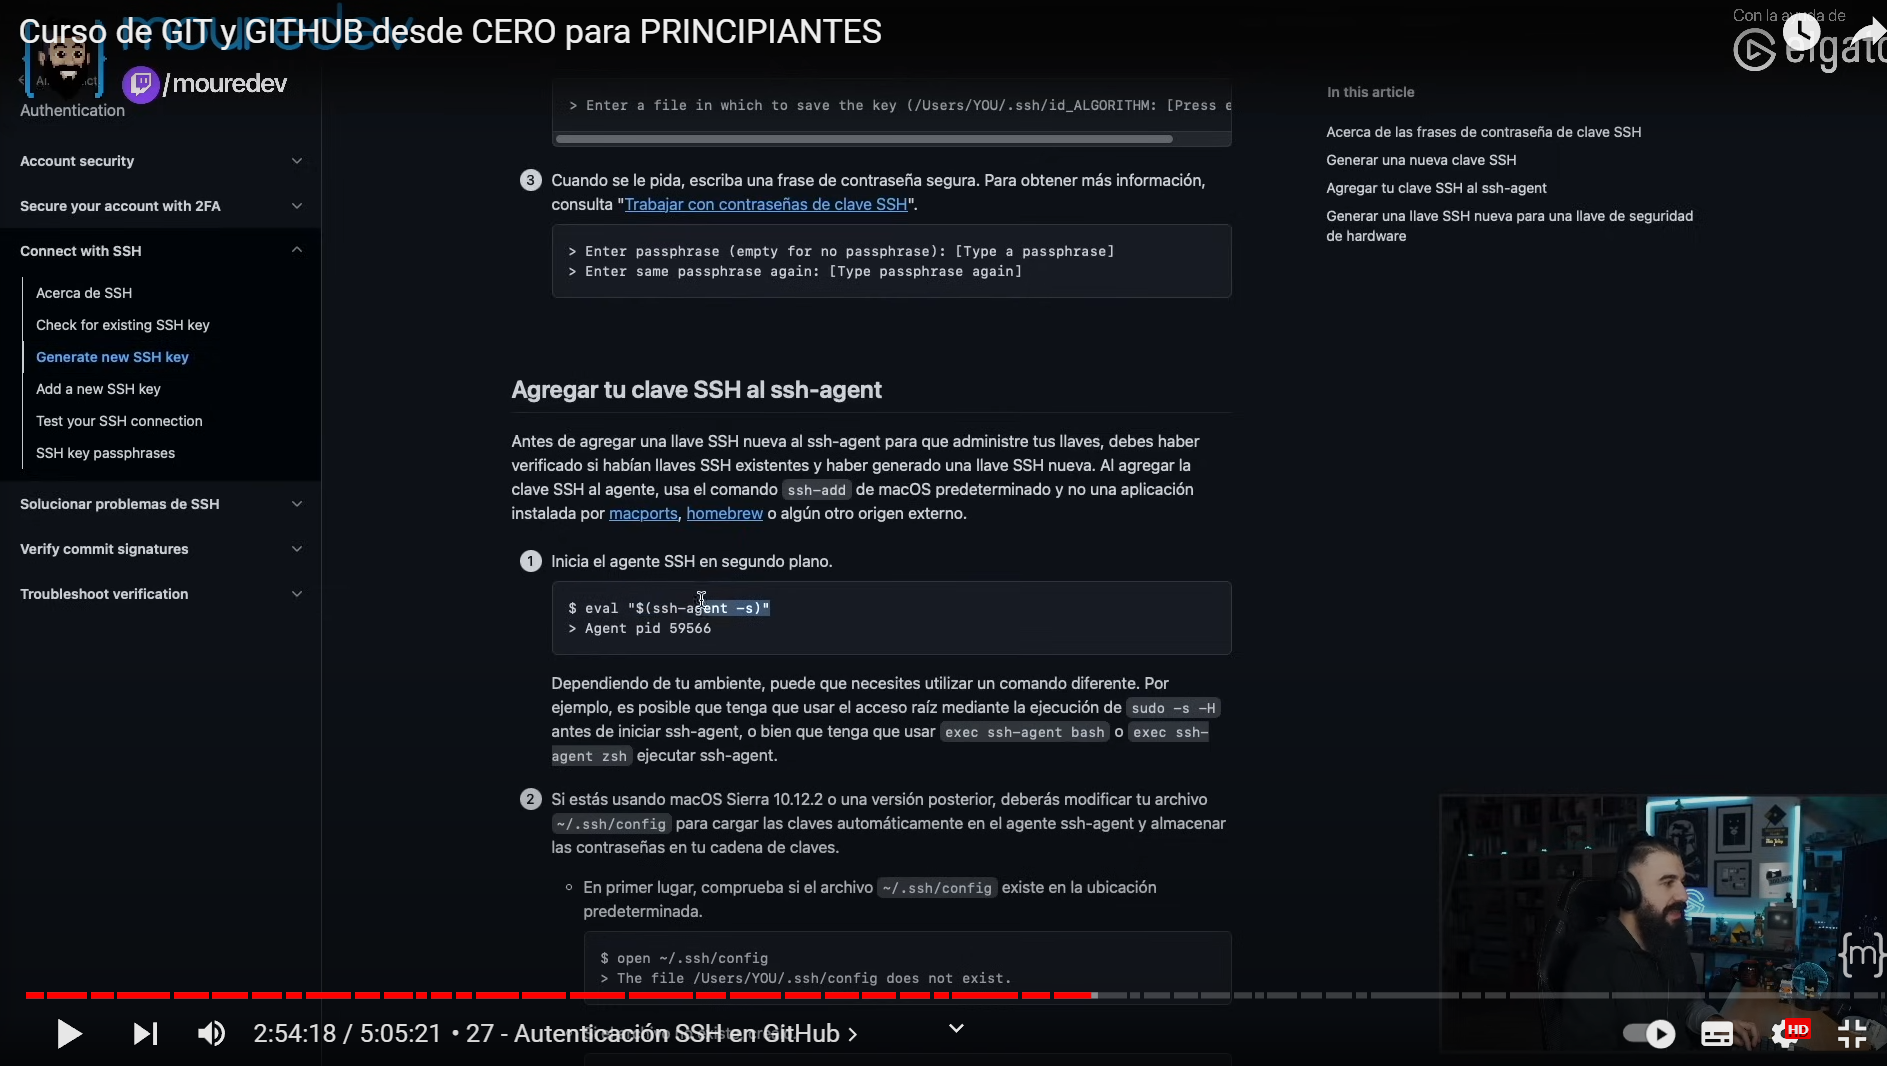 Curso de GIT y GITHUB desde CERO para PRINCIPIANTES
Con la ayuda de
elgato
/mouredev
Authentication
Account security
Secure your account with 2FA
Connect with SSH
Acerca de SSH
Check for existing SSH key
Generate new SSH key
Add a new SSH key
Test your SSH connection
SSH key passphrases
Solucionar problemas de SSH
Verify commit signatures
Troubleshoot verification
> Enter a file in which to save the key (/Users/YOU/.ssh/id_ALGORITHM: [Press e
3 Cuando se le pida, escriba una frase de contraseña segura. Para obtener más información,
consulta "Trabajar con contraseñas de clave SSH".
> Enter passphrase (empty for no passphrase): [Type a passphrase]
> Enter same passphrase again: [Type passphrase again]
Agregar tu clave SSH al ssh-agent
Antes de agregar una llave SSH nueva al ssh-agent para que administre tus llaves, debes haber
verificado si habían llaves SSH existentes y haber generado una llave SSH nueva. Al agregar la
clave SSH al agente, usa el comando ssh-add de macOS predeterminado y no una aplicación
instalada por macports, homebrew o algún otro origen externo.
1 Inicia el agente SSH en segundo plano.
$ eval "$(ssh-agent -s)"
> Agent pid 59566
Dependiendo de tu ambiente, puede que necesites utilizar un comando diferente. Por
ejemplo, es posible que tenga que usar el acceso raíz mediante la ejecución de sudo -s -H
antes de iniciar ssh-agent, o bien que tenga que usar exec ssh-agent bash o exec ssh-
agent zsh ejecutar ssh-agent.
2 Si estás usando macOS Sierra 10.12.2 o una versión posterior, deberás modificar tu archivo
~/.ssh/config para cargar las claves automáticamente en el agente ssh-agent y almacenar
las contraseñas en tu cadena de claves.
En primer lugar, comprueba si el archivo ~/.ssh/config existe en la ubicación
predeterminada.
$ open ~/.ssh/config
> The file /Users/YOU/.ssh/config does not exist.
In this article
Acerca de las frases de contraseña de clave SSH
Generar una nueva clave SSH
Agregar tu clave SSH al ssh-agent
Generar una llave SSH nueva para una llave de seguridad
de hardware
{m}
2:54:18 / 5:05:21 • 27 - Autenticación SSH en GitHub >
HD